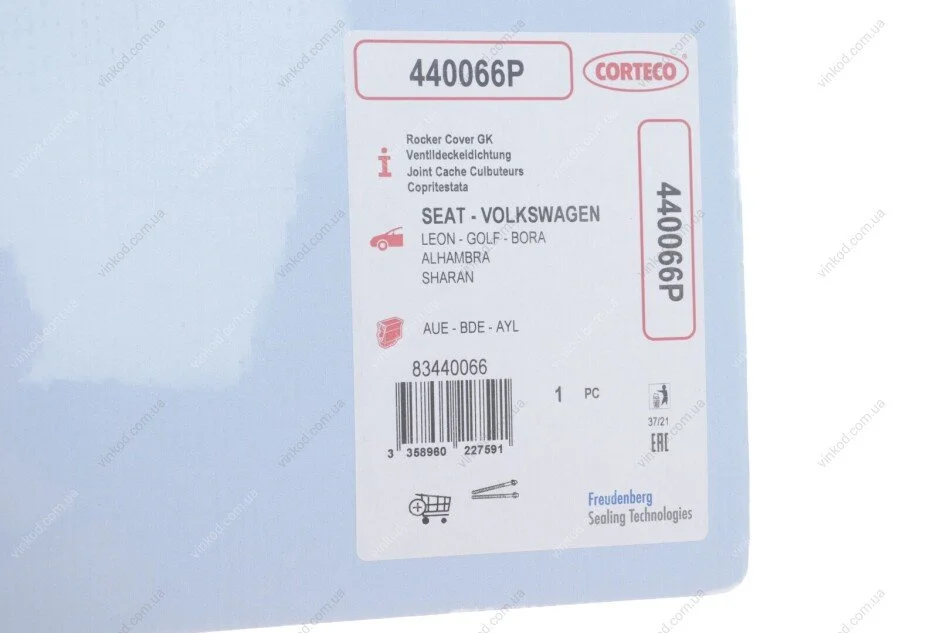 440066P
CORTECO
Rocker Cover GK
Ventildeckeldichtung
Joint Cache Culbuteurs
Copritestata
440066P
SEAT - VOLKSWAGEN
LEON - GOLF - BORA
ALHAMBRA
SHARAN
AUE - BDE - AYL
83440066
3 358960 227591
1 PC
37/21
EAC
Freudenberg
Sealing Technologies
vinkod.com.ua